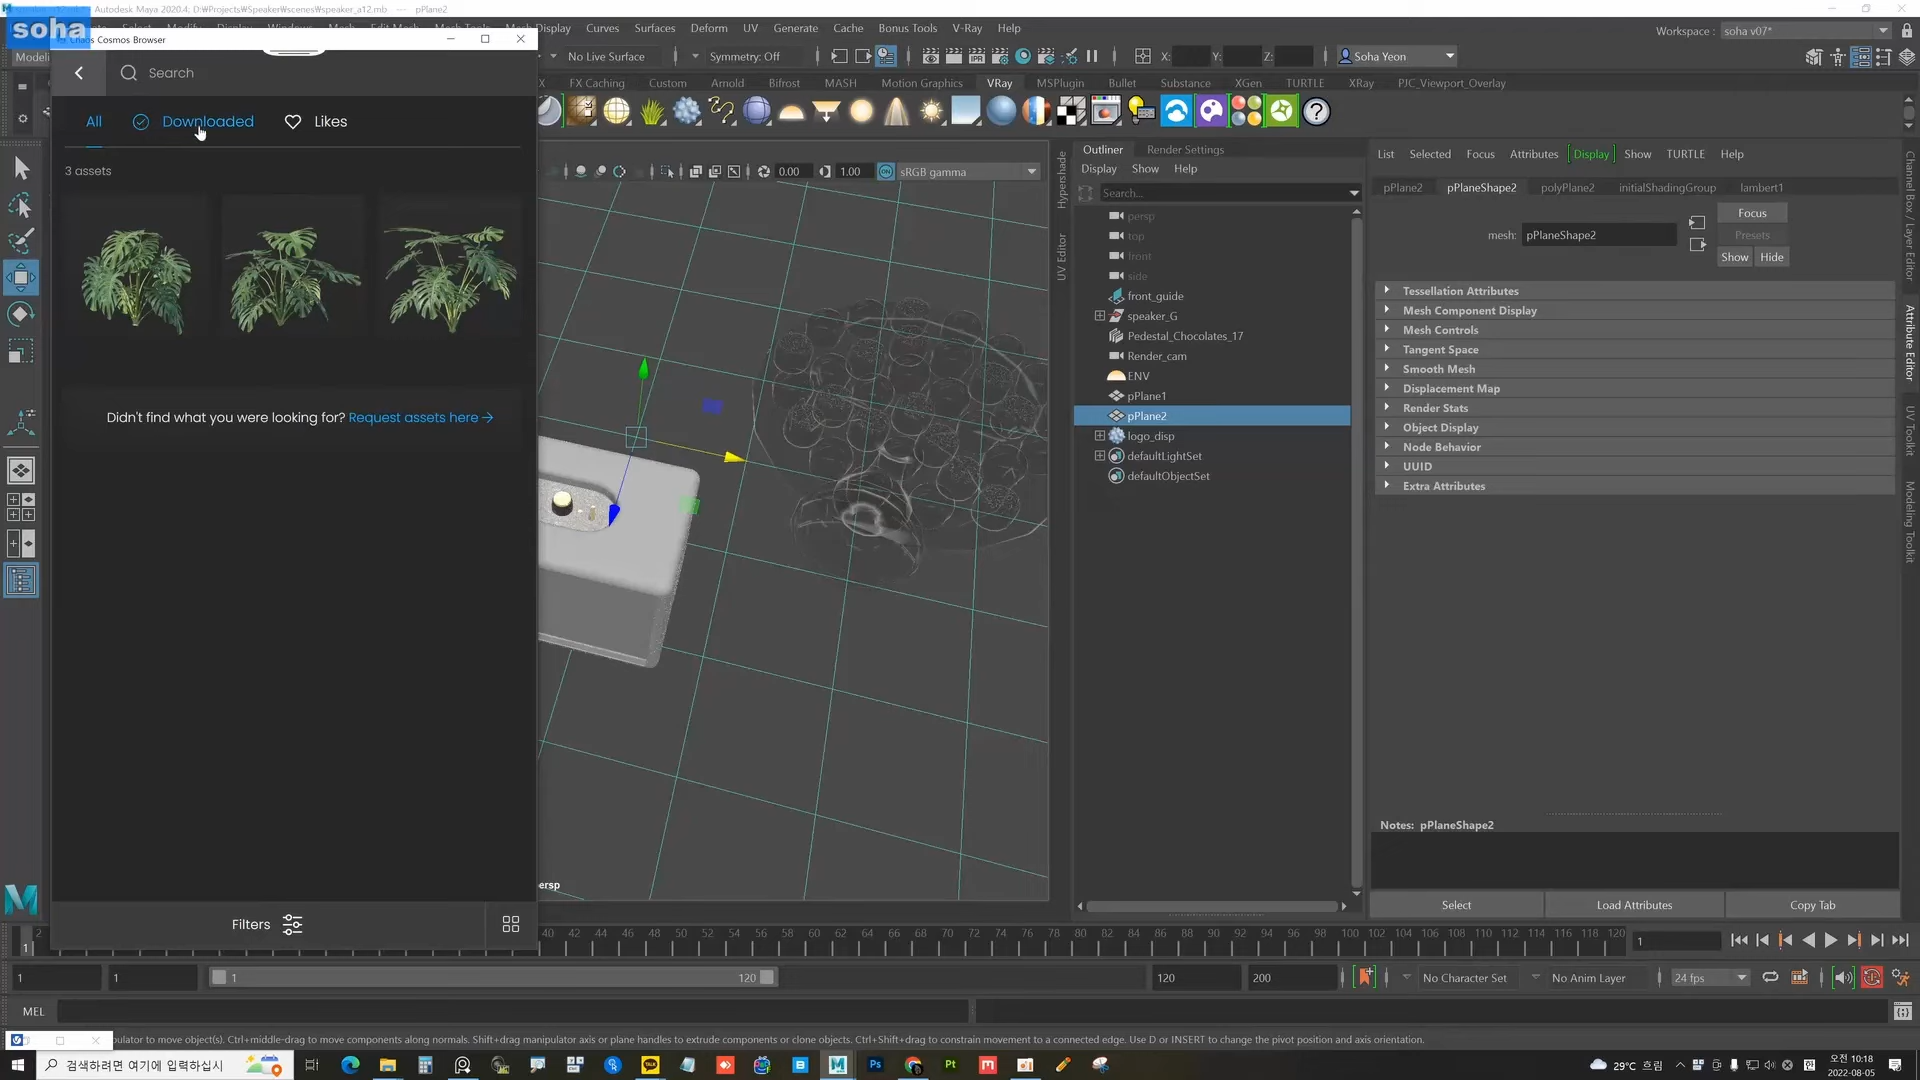 Autodesk Maya 2020.4: D:\Projects\Speaker\scenes\speaker_a12.mb --- pPlane2
soha
Chaos Cosmos Browser
Display Curves Surfaces Deform UV Generate Cache Bonus Tools V-Ray Help
Workspace : soha v07*
No Live Surface
Symmetry: Off
X:
Y:
Z:
Soha Yeon
FX Caching Custom Arnold Bifrost MASH Motion Graphics VRay MSPlugin Bullet Substance XGen TURTLE XRay PJC_Viewport_Overlay
Search
All
Downloaded
Likes
3 assets
Didn't find what you were looking for? Request assets here →
Filters
0.00
1.00
ON
sRGB gamma
persp
Hypershade
UV Editor
Outliner Render Settings
Display Show Help
Search...
persp
top
front
side
front_guide
speaker_G
Pedestal_Chocolates_17
Render_cam
ENV
pPlane1
pPlane2
logo_disp
defaultLightSet
defaultObjectSet
List Selected Focus Attributes Display Show TURTLE Help
pPlane2 pPlaneShape2 polyPlane2 initialShadingGroup lambert1
mesh: pPlaneShape2
Focus
Presets
Show Hide
Tessellation Attributes
Mesh Component Display
Mesh Controls
Tangent Space
Smooth Mesh
Displacement Map
Render Stats
Object Display
Node Behavior
UUID
Extra Attributes
Notes: pPlaneShape2
Select
Load Attributes
Copy Tab
Channel Box / Layer Editor
Attribute Editor
UV Toolkit
Modeling Toolkit
1
2
40 42 44 46 48 50 52 54 56 58 60 62 64 66 68 70 72 74 76 78 80 82 84 86 88 90 92 94 96 98 100 102 104 106 108 110 112 114 116 118 120
1
1
1
1
120
120
200
No Character Set
No Anim Layer
24 fps
MEL
pulator to move object(s). Ctrl+middle-drag to move components along normals. Shift+drag manipulator axis or plane handles to extrude components or clone objects. Ctrl+Shift+drag to constrain movement to a connected edge. Use D or INSERT to change the pivot position and axis orientation.
검색하려면 여기에 입력하십시
29°C 흐림
오전 10:18
2022-08-05